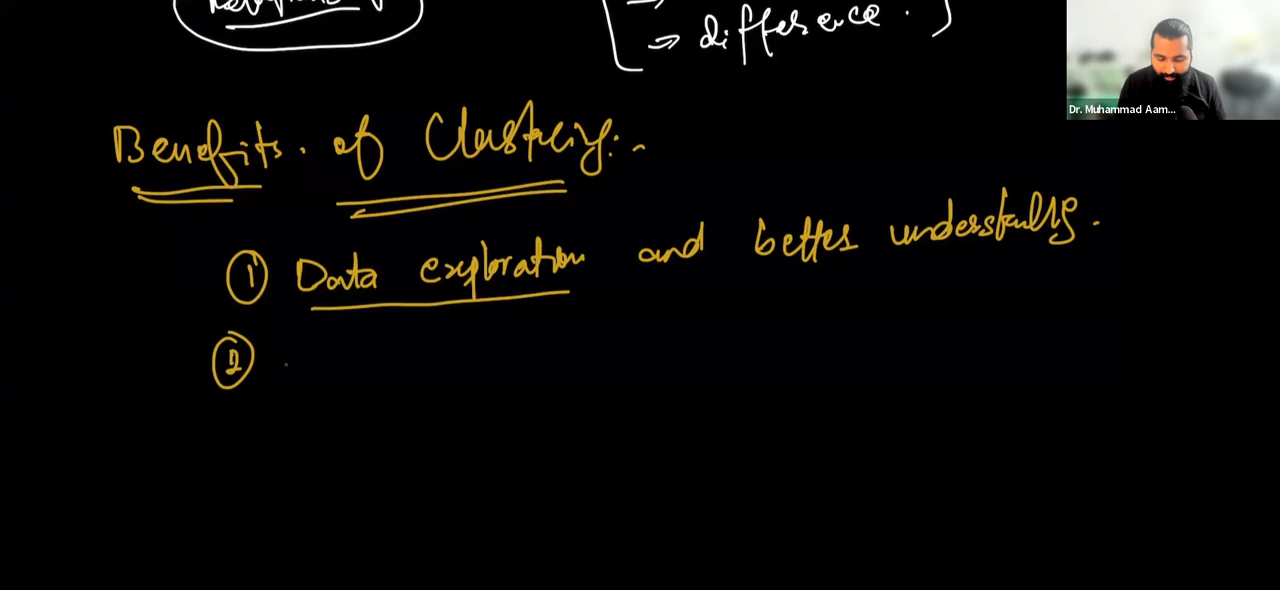 ⇒ difference.
Dr. Muhammad Aam...
Benefits. of Clustering:-
① Data exploration and better understanding.
②